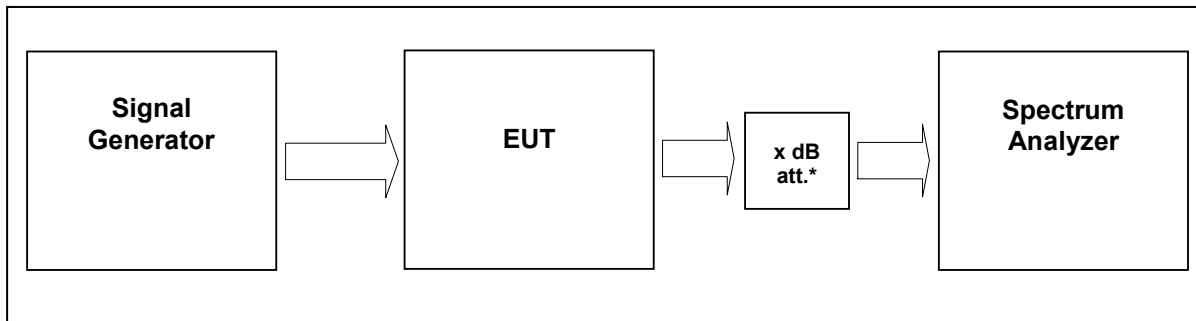 Signal
Generator
EUT
x dB
att.*
Spectrum
Analyzer